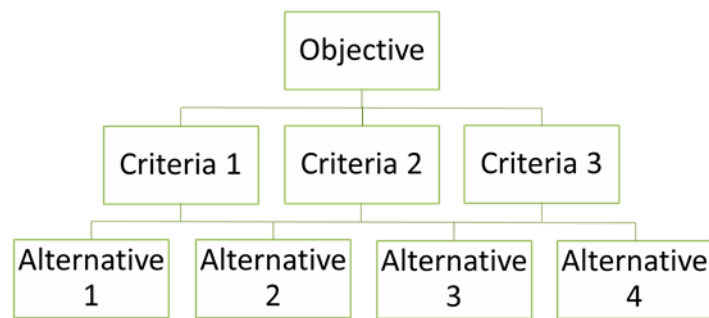 Objective
Criteria 1
Criteria 2
Criteria 3
Alternative
1
Alternative
2
Alternative
3
Alternative
4